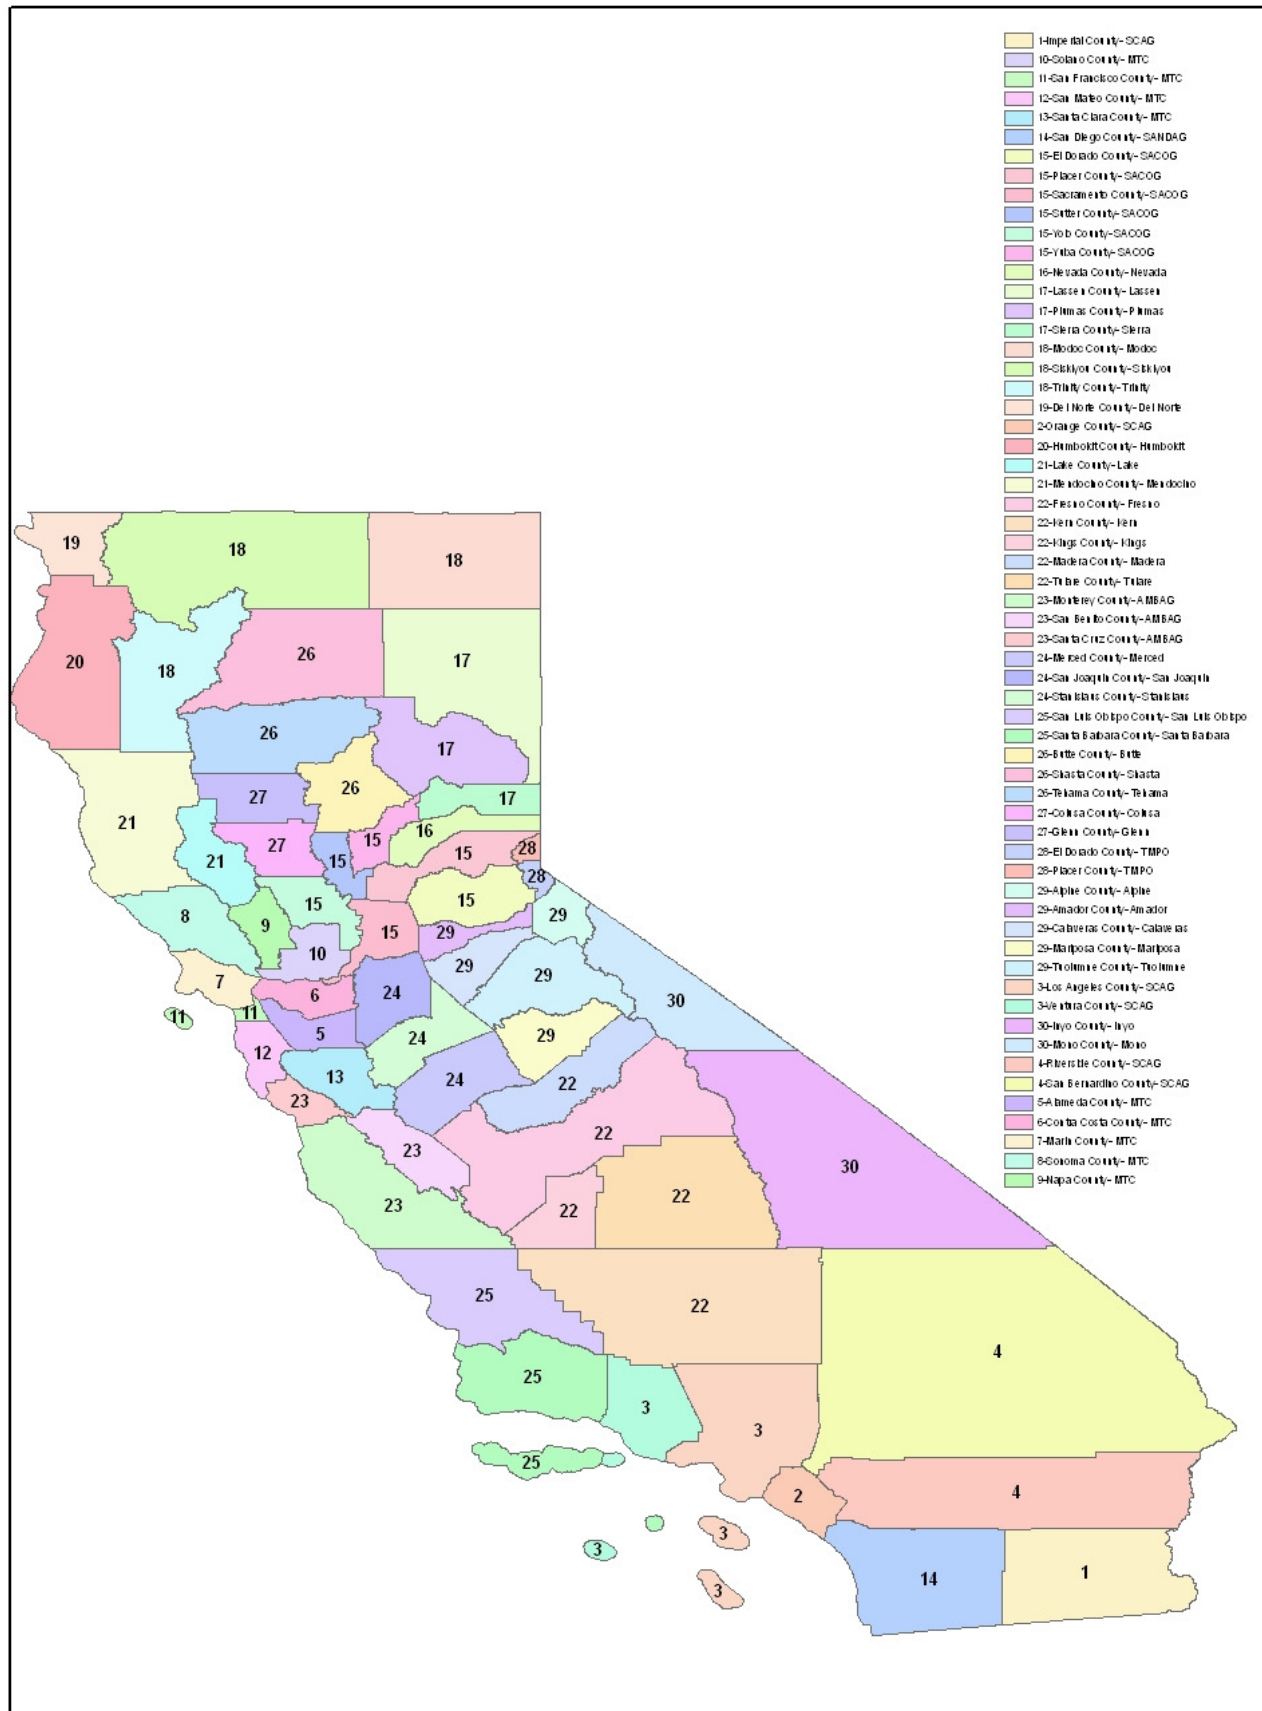 1-Imperial County- SCAG
10-Solano County- MTC
11-San Francisco County- MTC
12-San Mateo County- MTC
13-Santa Clara County- MTC
14-San Diego County- SANDAG
15-El Dorado County- SACOG
15-Placer County- SACOG
15-Sacramento County- SACOG
15-Sutter County- SACOG
15-Yolo County- SACOG
15-Yuba County- SACOG
16-Nevada County- Nevada
17-Lassen County- Lassen
17-Plumas County- Plumas
17-Sierra County- Sierra
18-Modoc County- Modoc
18-Siskiyou County- Siskiyou
18-Trinity County- Trinity
19-Del Norte County- Del Norte
2-Orange County- SCAG
20-Humboldt County- Humboldt
21-Lake County- Lake
21-Mendocino County- Mendocino
22-Fresno County- Fresno
22-Kern County- Kern
22-Kings County- Kings
22-Madera County- Madera
22-Tulare County- Tulare
23-Monterey County- AMBAG
23-San Benito County- AMBAG
23-Santa Cruz County- AMBAG
24-Merced County- Merced
24-San Joaquin County- San Joaquin
24-Stanislaus County- Stanislaus
25-San Luis Obispo County- San Luis Obispo
25-Santa Barbara County- Santa Barbara
26-Butte County- Butte
26-Shasta County- Shasta
26-Tehama County- Tehama
27-Colusa County- Colusa
27-Glenn County- Glenn
28-El Dorado County- TMPO
28-Placer County- TMPO
29-Alpine County- Alpine
29-Amador County- Amador
29-Calaveras County- Calaveras
29-Mariposa County- Mariposa
29-Tuolumne County- Tuolumne
3-Los Angeles County- SCAG
3-Ventura County- SCAG
30-Inyo County- Inyo
30-Mono County- Mono
4-Riverside County- SCAG
4-San Bernardino County- SCAG
5-Alameda County- MTC
6-Contra Costa County- MTC
7-Marin County- MTC
8-Sonoma County- MTC
9-Napa County- MTC
19
18
18
20
18
26
17
26
17
27
26
17
21
27
15
16
21
15
15
28
28
8
9
15
15
29
10
15
29
29
29
7
6
24
30
11
11
5
24
29
12
13
24
22
23
23
22
30
23
22
22
25
22
4
25
3
3
25
2
4
3
3
3
14
1